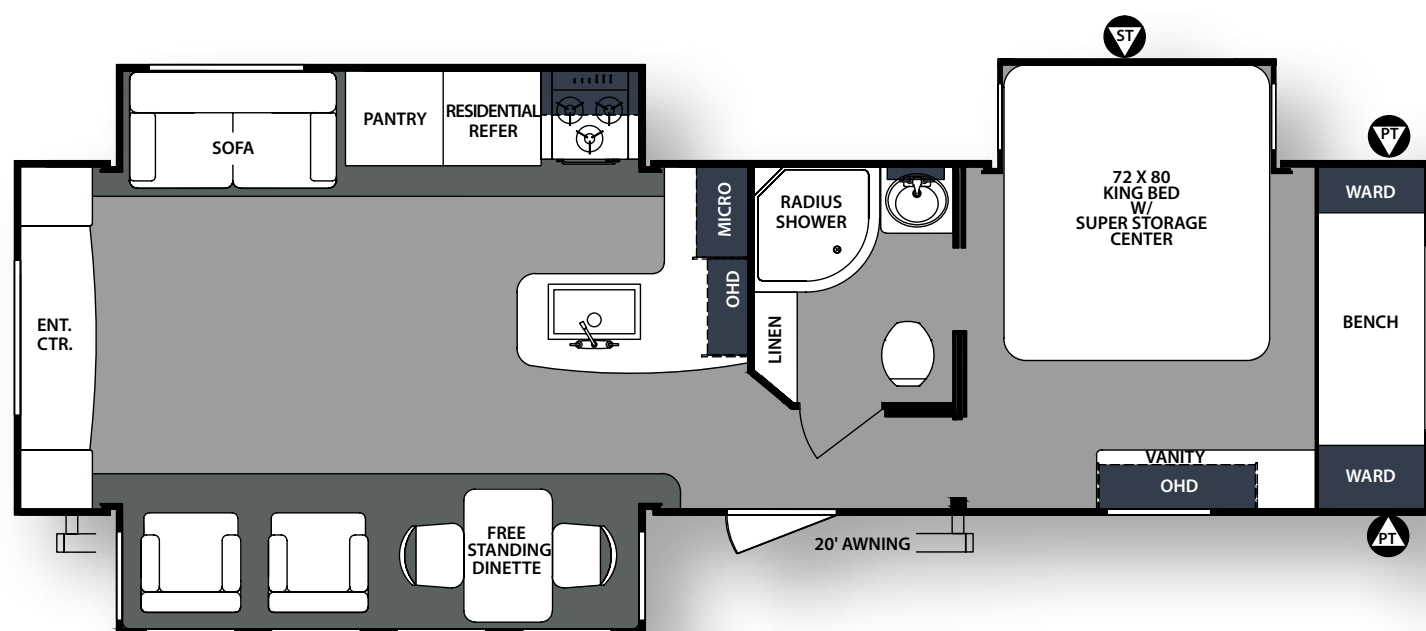 ST
PT
SOFA
PANTRY
RESIDENTIAL
REFER
MICRO
OHD
RADIUS
SHOWER
LINEN
72 X 80
KING BED
W/
SUPER STORAGE
CENTER
WARD
BENCH
WARD
ENT.
CTR.
VANITY
OHD
FREE
STANDING
DINETTE
20' AWNING
PT